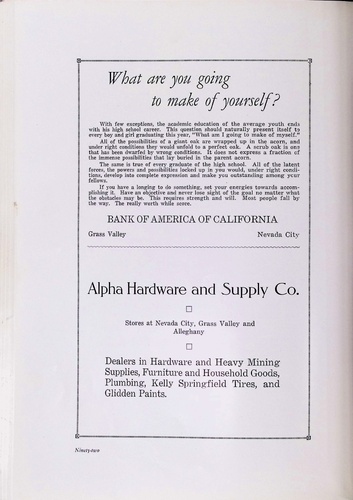 What are you going
to make of yourself?
With few exceptions, the academic education of the average youth ends
with his high school career. This question should naturally present itself to
every boy and girl graduating this year, "What am I going to make of myself."
All of the possibilities of a giant oak are wrapped up in the acorn, and
under right conditions they would unfold to a perfect oak. A scrub oak is one
that has been dwarfed by wrong conditions. It does not express a fraction of
the immense possibilities that lay buried in the parent acorn.
The same is true of every graduate of the high school. All of the latent
forces, the powers and possibilities locked up in you would, under right condi-
tions, develop into complete expression and make you outstanding among your
fellows.
If you have a longing to do something, set your energies towards accom-
plishing it. Have an objective and never lose sight of the goal no matter what
the obstacles may be. This requires strength and will. Most people fall by
the way. The really worth while score.
BANK OF AMERICA OF CALIFORNIA
Grass Valley Nevada City
Alpha Hardware and Supply Co.
Stores at Nevada City, Grass Valley and
Alleghany
Dealers in Hardware and Heavy Mining
Supplies, Furniture and Household Goods,
Plumbing, Kelly Springfield Tires, and
Glidden Paints.
Ninety-two